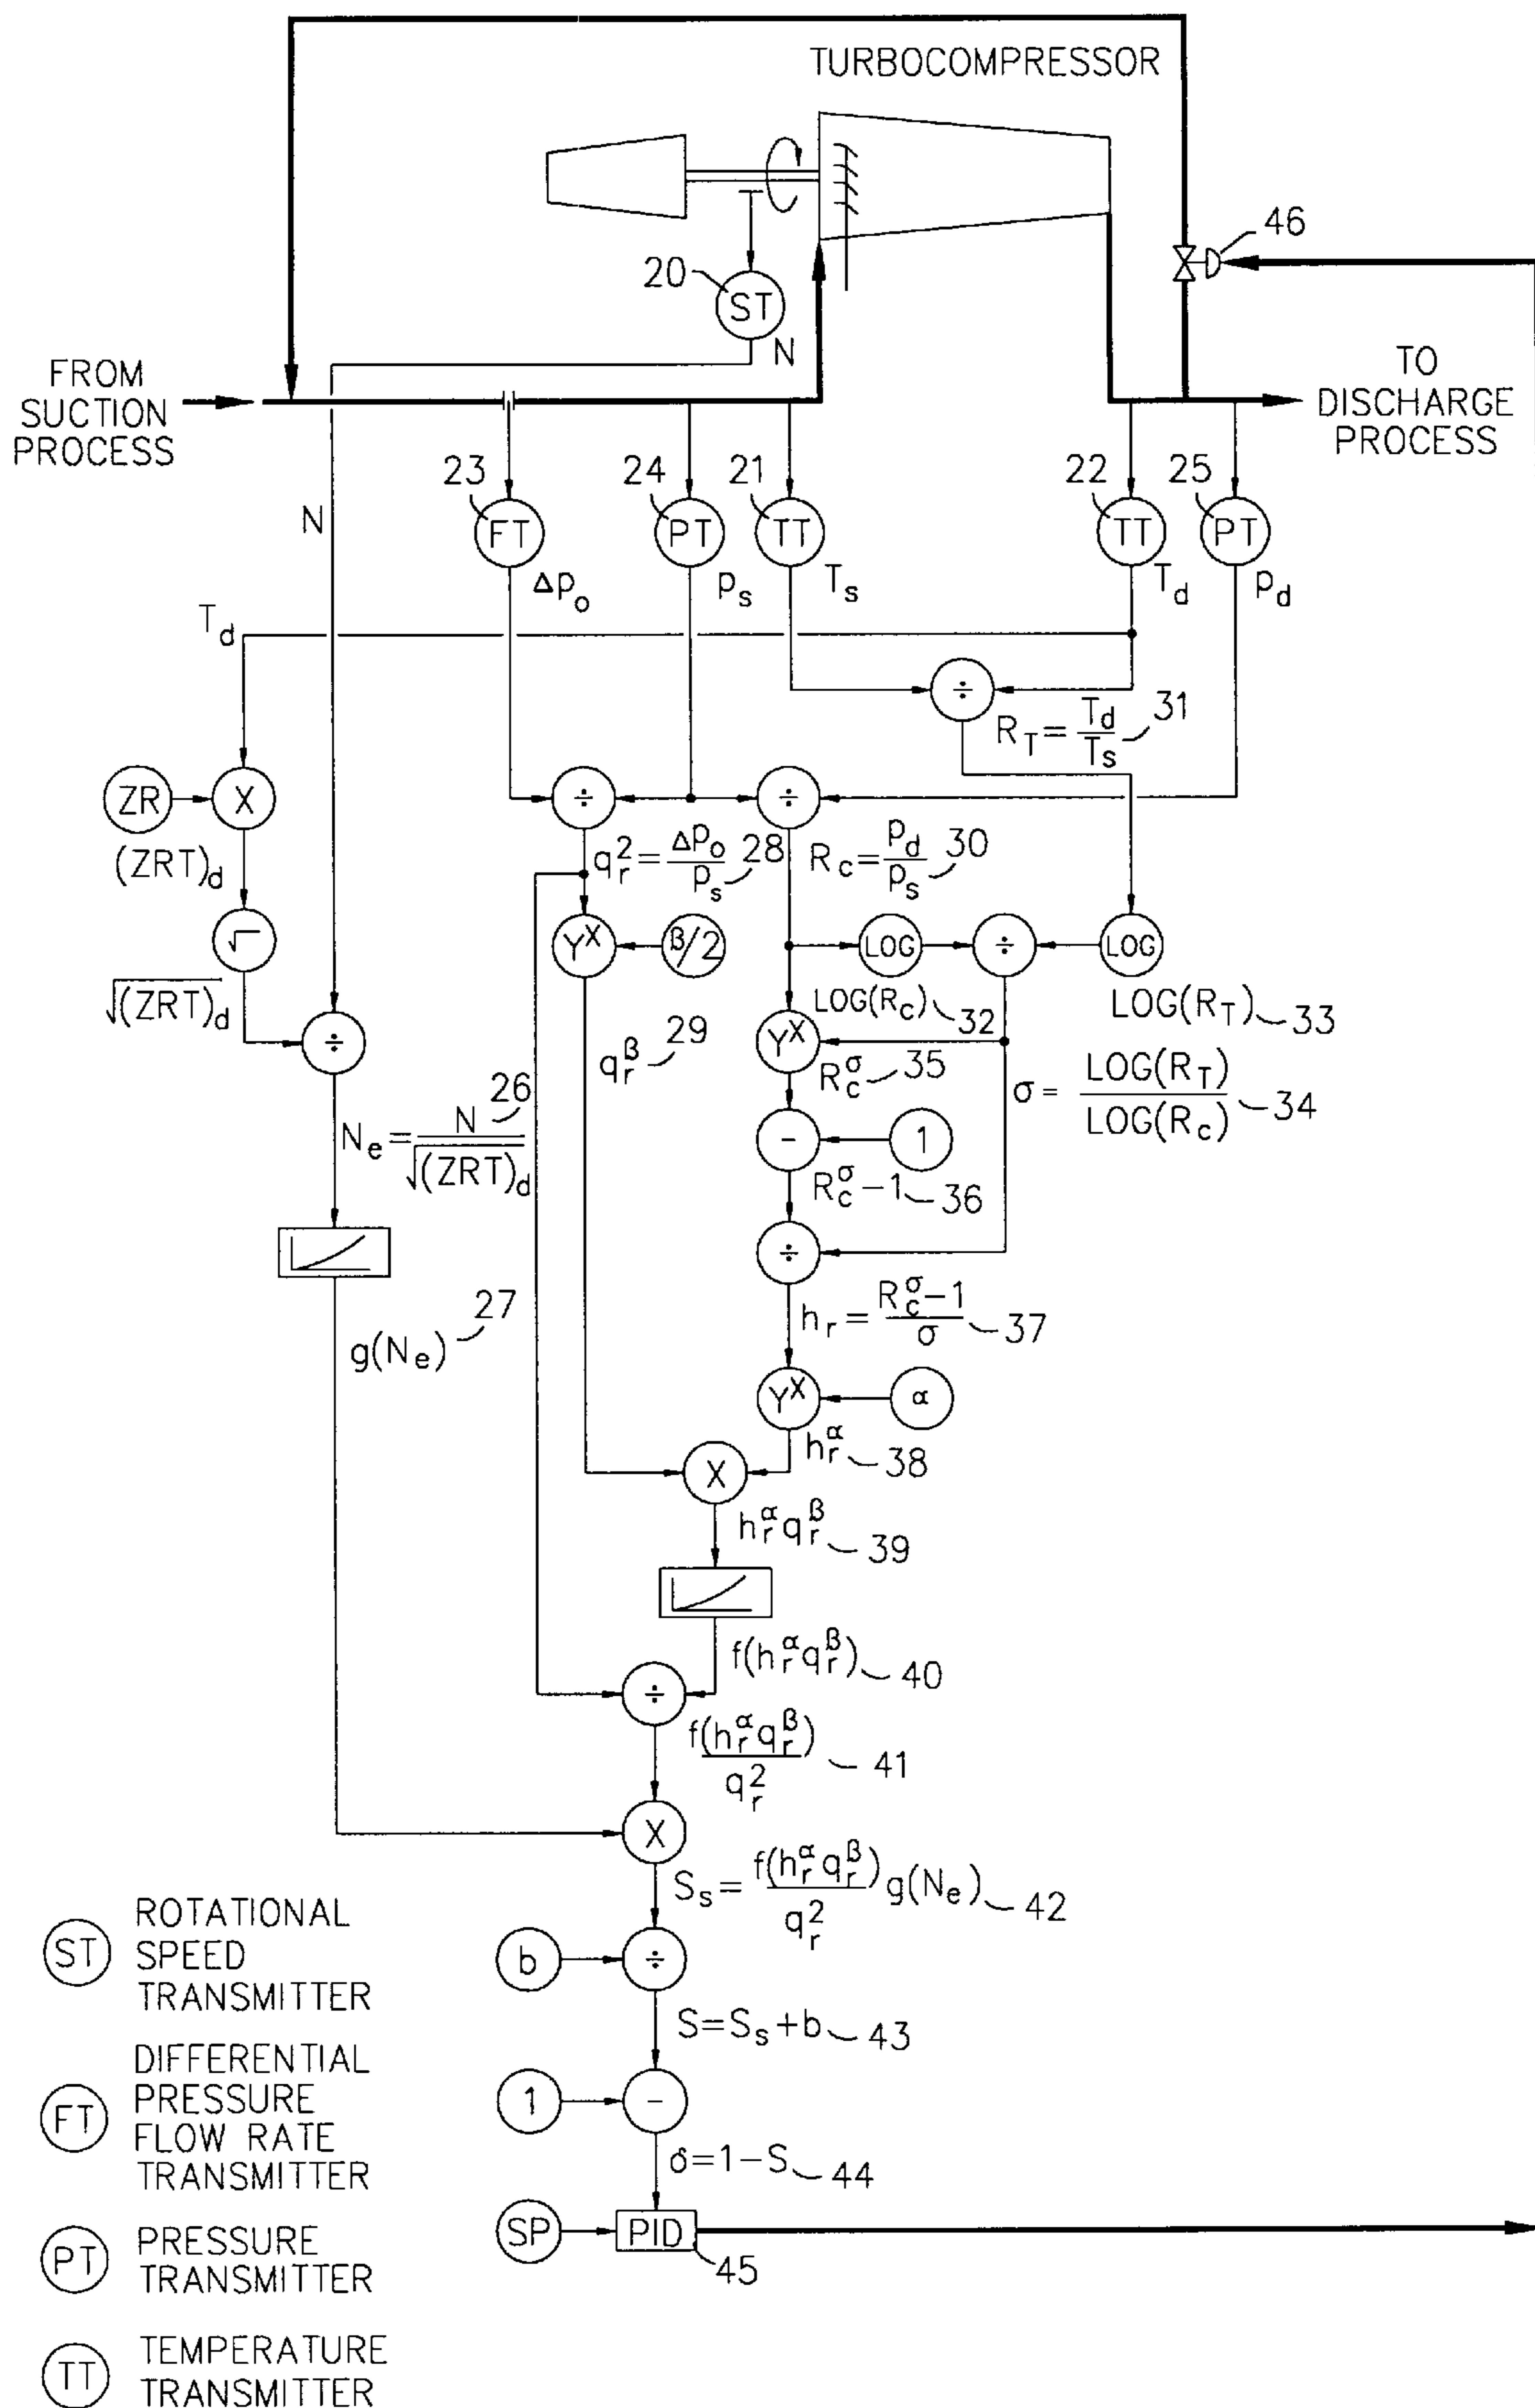 TURBOCOMPRESSOR
46
20
ST
N
FROM
SUCTION
PROCESS
TO
DISCHARGE
PROCESS
N
23
24
21
22
25
FT
PT
TT
TT
PT
Δp_o
p_s
T_s
T_d
p_d
T_d
÷
R_T = T_d/T_s
31
ZR
X
÷
÷
(ZRT)_d
q_r^2 = Δp_o/p_s
28
R_c = p_d/p_s
30
√
Y^X
β/2
LOG
÷
LOG
√(ZRT)_d
LOG(R_c)
32
LOG(R_T)
33
÷
q_r^β
29
Y^X
R_c^σ
35
σ = LOG(R_T)/LOG(R_c)
34
N_e = N/√(ZRT)_d
26
-
1
R_c^σ-1
36
÷
g(N_e)
27
h_r = R_c^σ-1/σ
37
Y^X
α
h_r^α
38
X
h_r^α q_r^β
39
f(h_r^α q_r^β)
40
÷
f(h_r^α q_r^β)/q_r^2
41
X
S_s = f(h_r^α q_r^β)/q_r^2 g(N_e)
42
b
÷
S=S_s+b
43
1
-
δ=1-S
44
SP
PID
45
ST
ROTATIONAL
SPEED
TRANSMITTER
FT
DIFFERENTIAL
PRESSURE
FLOW RATE
TRANSMITTER
PT
PRESSURE
TRANSMITTER
TT
TEMPERATURE
TRANSMITTER